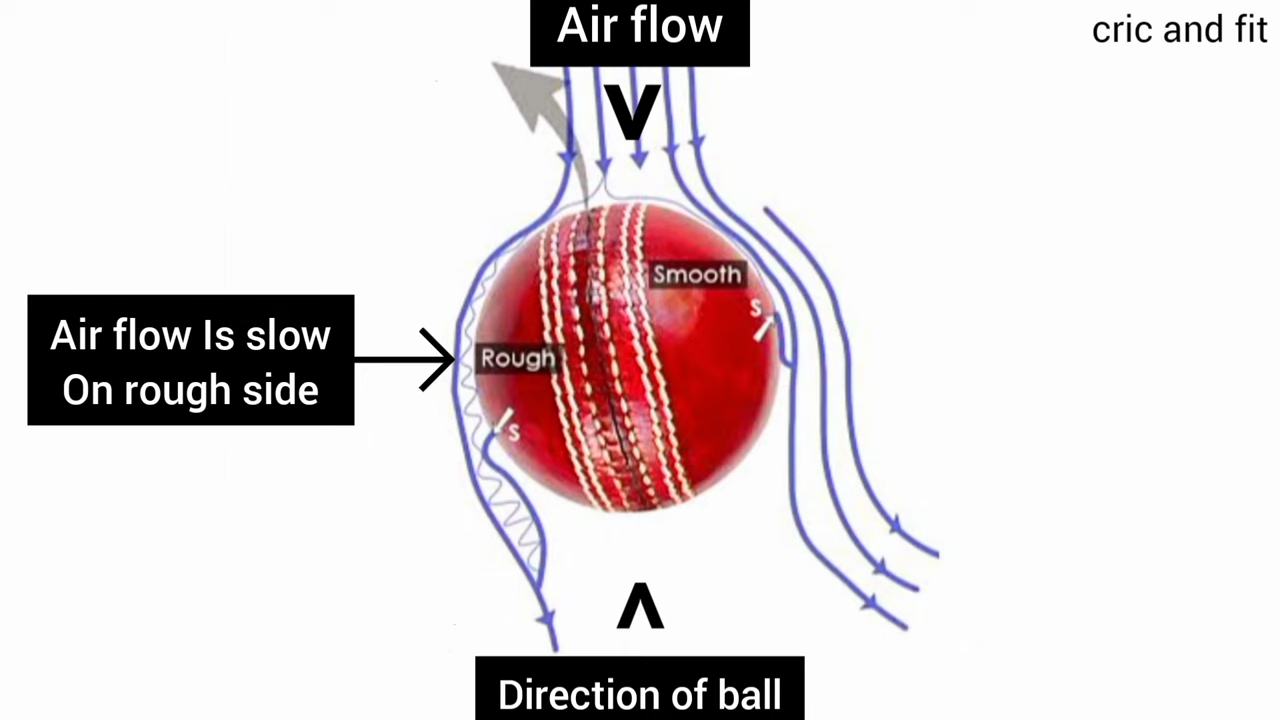 Air flow
cric and fit
V
Smooth
S
Air flow Is slow
On rough side
Rough
S
Direction of ball